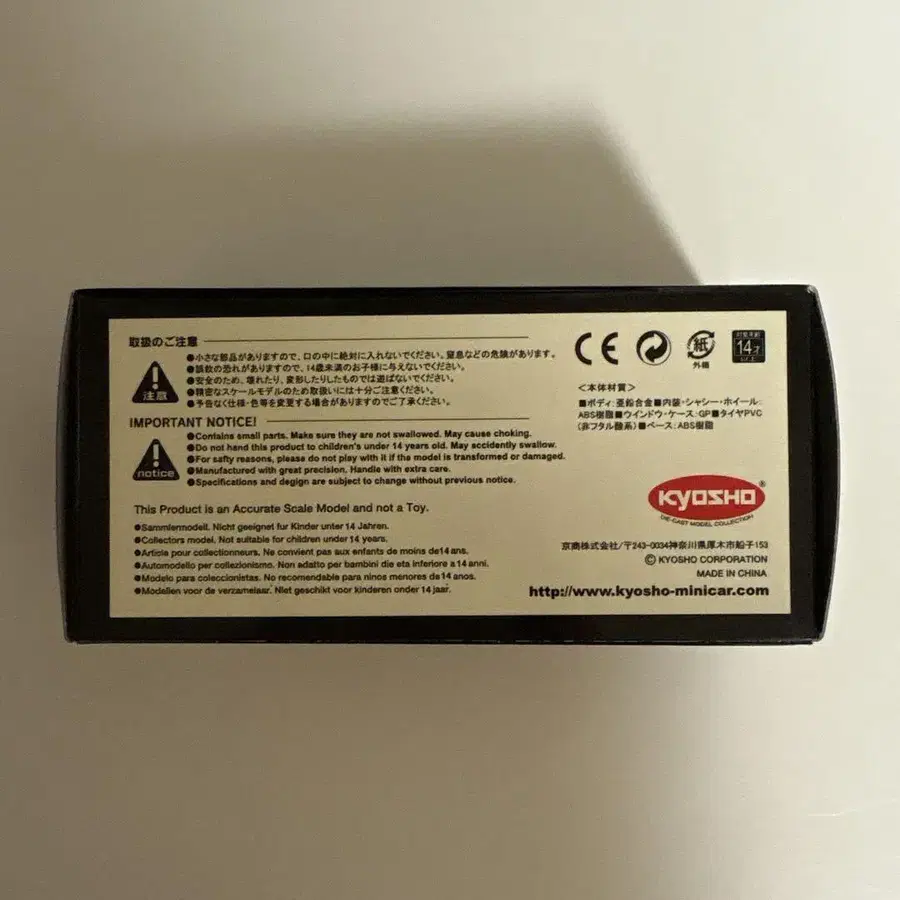 取扱のご注意
注意
●小さな部品がありますので、口の中に絶対に入れないでください。窒息などの危険があります。
●誤飲の恐れがありますので、14歳未満のお子様に与えないでください。
●安全のため、壊れたり、変形したりしたものでは遊ばないでください。
●精密なスケールモデルのため取扱いには十分ご注意ください。
●予告なく仕様・色等を変更する場合がありますのでご了承ください。
IMPORTANT NOTICE!
notice
●Contains small parts. Make sure they are not swallowed. May cause choking.
●Do not hand this product to children's under 14 years old. May accidently swallow.
●For safty reasons, please do not play with it if the model is transformed or damaged.
●Manufactured with great precision. Handle with extra care.
●Specifications and degign are subject to change without previous notice.
This Product is an Accurate Scale Model and not a Toy.
●Sammlermodell. Nicht geeignet fur Kinder unter 14 Jahren.
●Collectors model. Not suitable for children under 14 years.
●Article pour collectionneurs. Ne convient pas aux enfants de moins de14 ans.
●Automodello per collezionismo. Non adatto per bambini die eta inferiore a 14 anni.
●Modelo para coleccionistas. No recomendable para ninos menores da 14 anos.
●Modellen voor de verzamelaar. Niet geschikt voor kinderen onder 14 jaar.
CE
紙
外箱
対象年齢
14才
以上
<本体材質>
■ボディ:亜鉛合金■内装・シャシー・ホイール:
ABS樹脂■ウインドウ・ケース:GP■タイヤPVC
(非フタル酸系)■ベース:ABS樹脂
KYOSHO®
DIE-CAST MODEL COLLECTION
京商株式会社/〒243-0034神奈川県厚木市船子153
© KYOSHO CORPORATION
MADE IN CHINA
http://www.kyosho-minicar.com